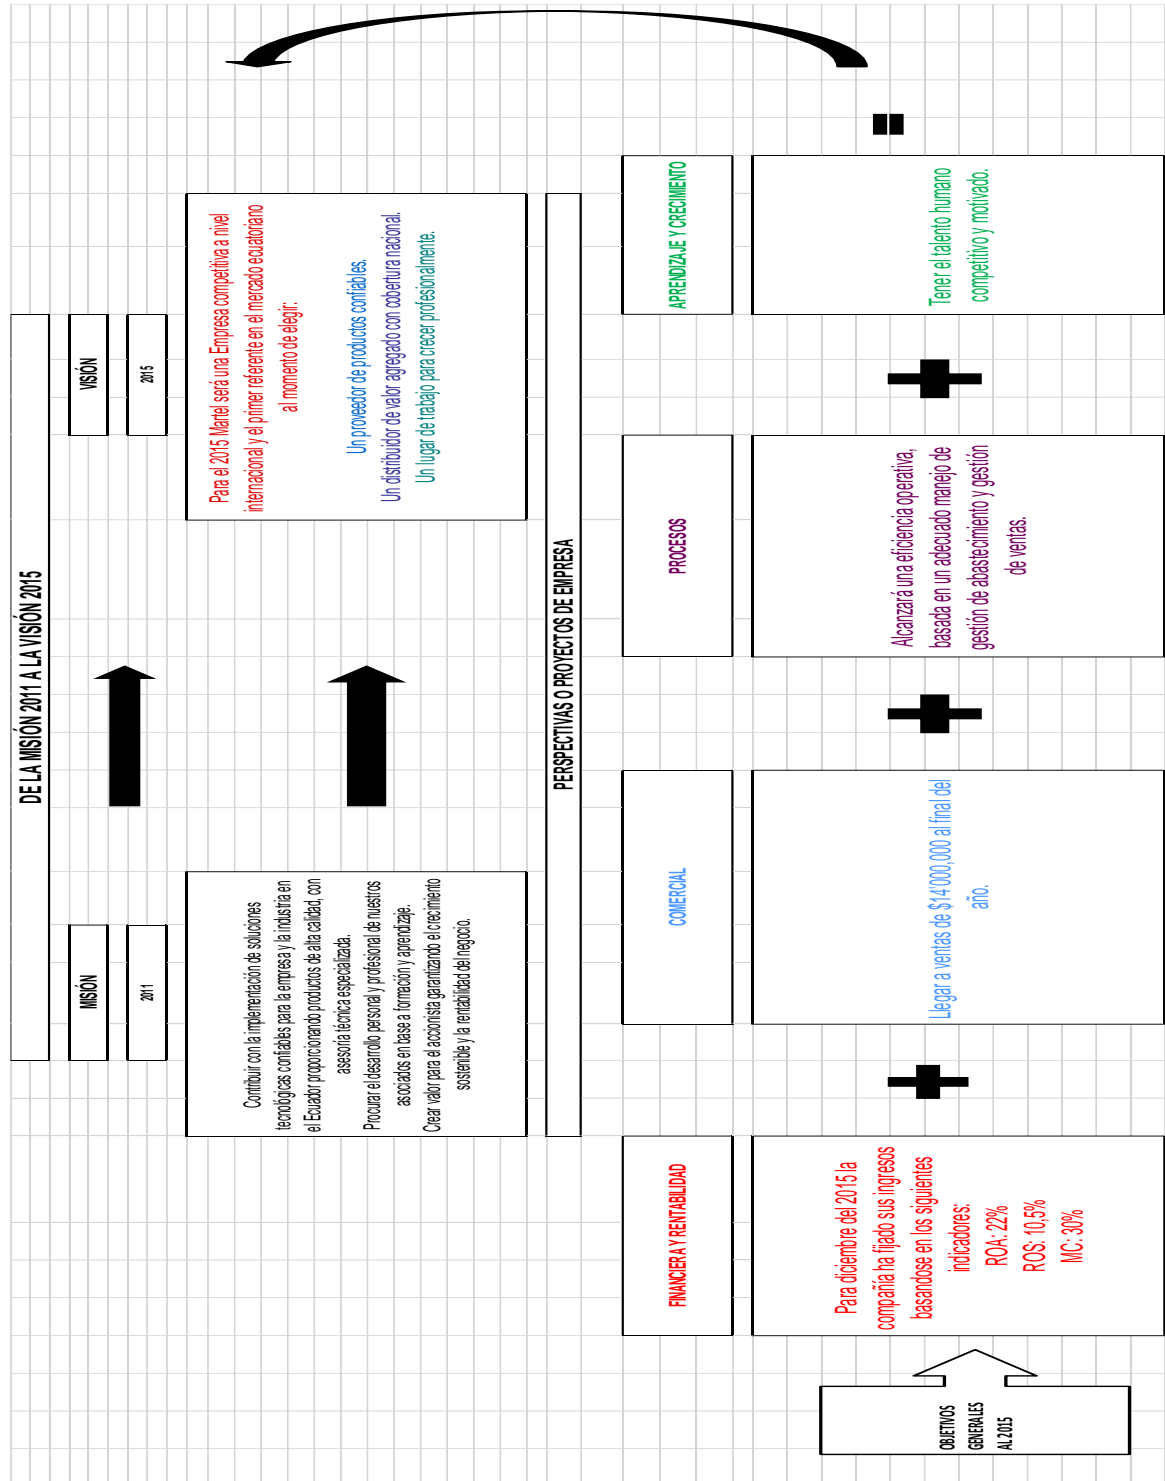 DE LA MISIÓN 2011 A LA VISIÓN 2015
MISIÓN
VISIÓN
2011
2015
Contribuir con la implementación de soluciones
tecnológicas confiables para la empresa y la industria en
el Ecuador proporcionando productos de alta calidad, con
asesoría técnica especializada.
Procurar el desarrollo personal y profesional de nuestros
asociados en base a formación y aprendizaje.
Crear valor para el accionista garantizando el crecimiento
sostenible y la rentabilidad del negocio.
Para el 2015 Martel será una Empresa competitiva a nivel
internacional y el primer referente en el mercado ecuatoriano
al momento de elegir:
Un proveedor de productos confiables.
Un distribuidor de valor agregado con cobertura nacional.
Un lugar de trabajo para crecer profesionalmente.
PERSPECTIVAS O PROYECTOS DE EMPRESA
FINANCIERA Y RENTABILIDAD
COMERCIAL
PROCESOS
APRENDIZAJE Y CRECIMIENTO
OBJETIVOS
GENERALES
AL 2015
Para diciembre del 2015 la
compañía ha fijado sus ingresos
basandose en los siguientes
indicadores:
ROA: 22%
ROS: 10,5%
MC: 30%
Llegar a ventas de $14'000,000 al final del
año.
Alcanzará una eficiencia operativa,
basada en un adecuado manejo de
gestión de abastecimiento y gestión
de ventas.
Tener el talento humano
competitivo y motivado.